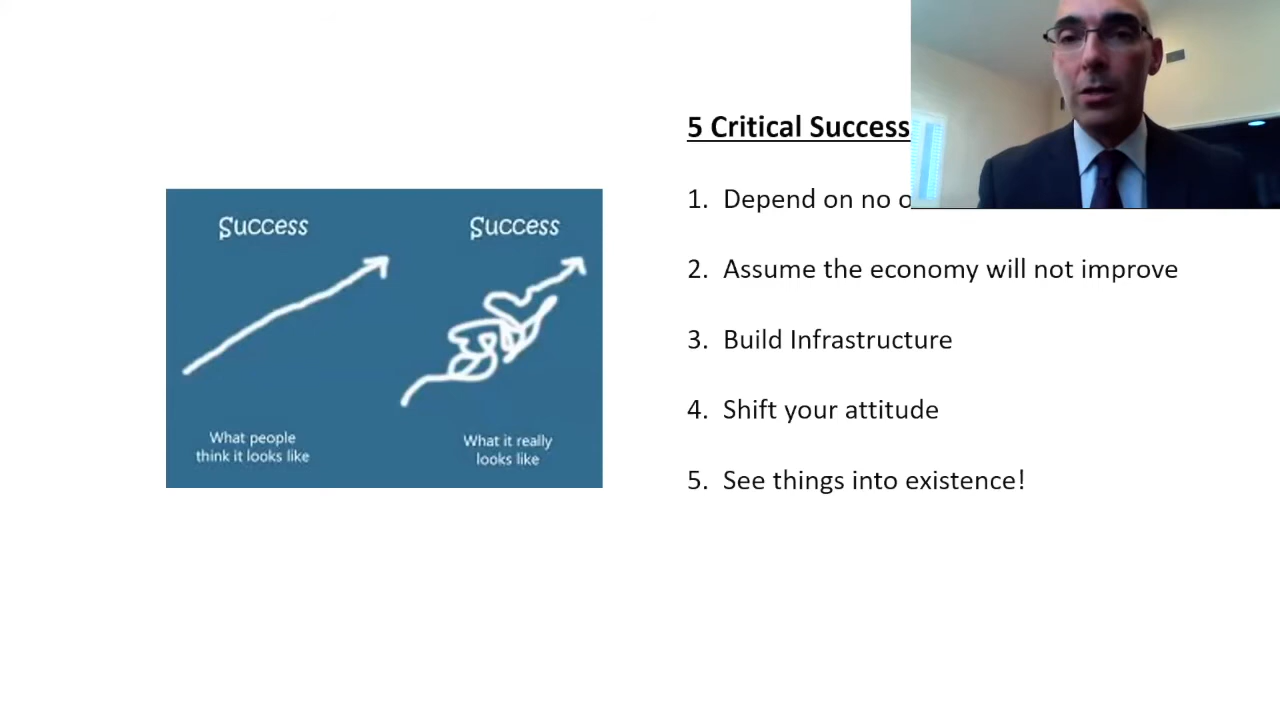 Success
Success
What people
think it looks like
What it really
looks like
5 Critical Success
1. Depend on no
2. Assume the economy will not improve
3. Build Infrastructure
4. Shift your attitude
5. See things into existence!